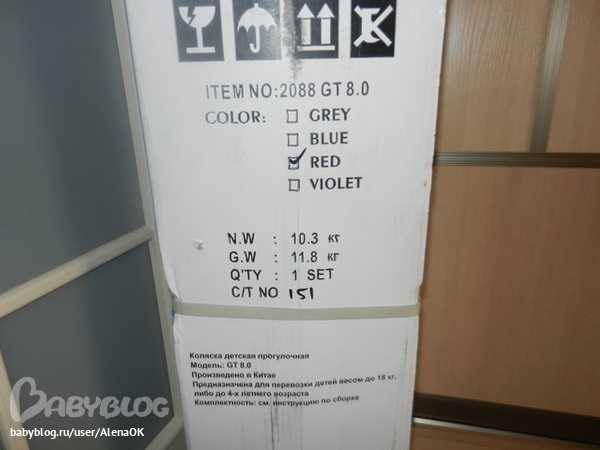 ITEM NO:2088 GT 8.0
COLOR: GREY
BLUE
RED
VIOLET
N.W : 10.3 кг
G.W : 11.8 кг
Q'TY : 1 SET
C/T NO 151
Коляска детская прогулочная
Модель: GT 8.0
Произведено в Китае
Предназначена для перевозки детей весом до 18 кг,
либо до 4-х летнего возраста
Комплектность: см. инструкцию по сборке
BABYBLOG
babyblog.ru/user/AlenaOK